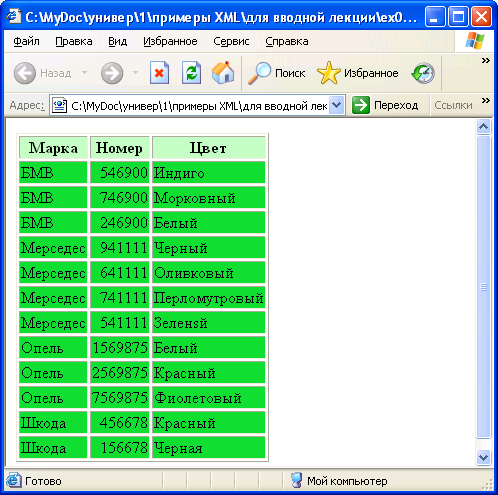 C:\MyDoc\универ\1\примеры XML\для вводной лекции\ex0...
Файл Правка Вид Избранное Сервис Справка
Назад Поиск Избранное
Адрес: C:\MyDoc\универ\1\примеры XML\для вводной лек Переход Ссылки
Марка Номер Цвет
БМВ 546900 Индиго
БМВ 746900 Морковный
БМВ 246900 Белый
Мерседес 941111 Черный
Мерседес 641111 Оливковый
Мерседес 741111 Перломутровый
Мерседес 541111 Зеленяй
Опель 1569875 Белый
Опель 2569875 Красный
Опель 7569875 Фиолетовый
Шкода 456678 Красный
Шкода 156678 Черная
Готово Мой компьютер